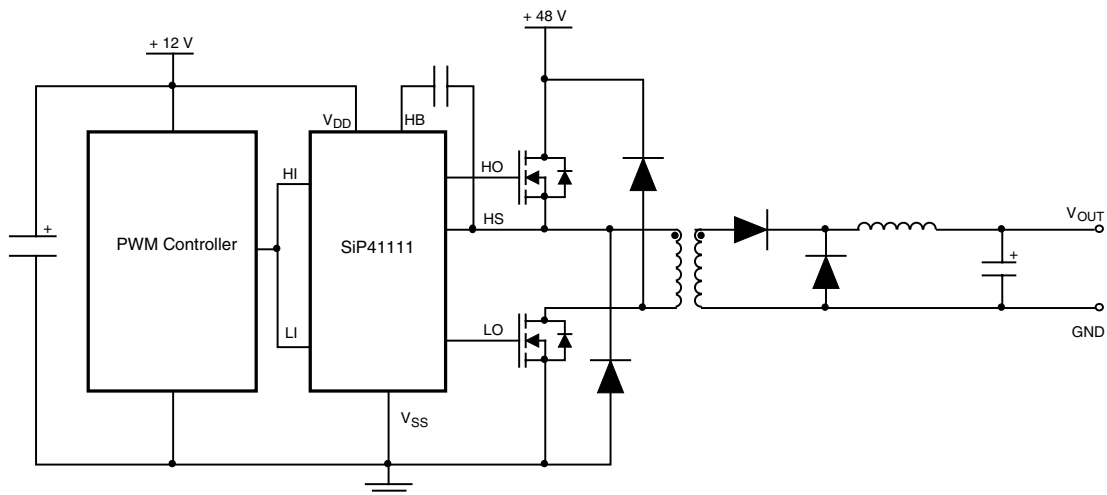 + 48 V
+ 12 V
V_DD
HB
HI
HO
PWM Controller
SiP41111
HS
V_OUT
+
+
LI
LO
GND
V_SS